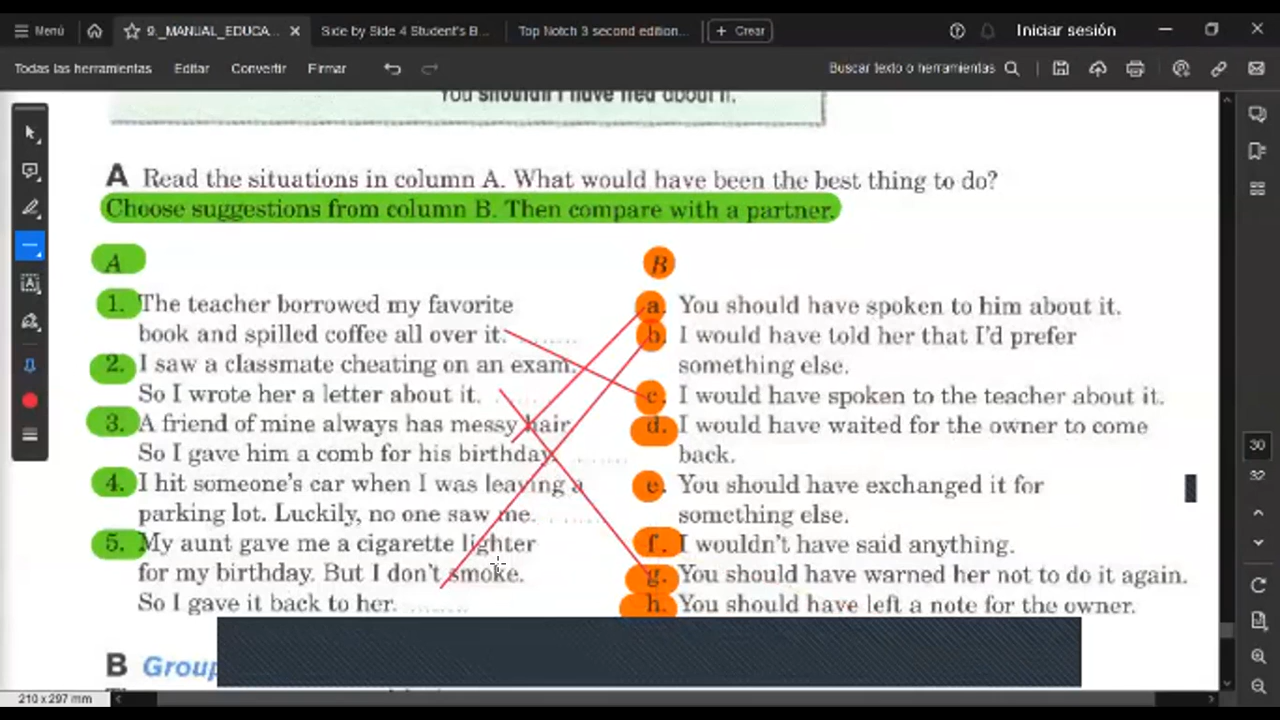 Menú
9._MANUAL_EDUCA...
Side by Side 4 Student's B...
Top Notch 3 second edition...
+ Crear
Iniciar sesión
Todas las herramientas
Editar
Convertir
Firmar
Buscar texto o herramientas
You shouldn't have lied about it.
A Read the situations in column A. What would have been the best thing to do?
Choose suggestions from column B. Then compare with a partner.
A
1. The teacher borrowed my favorite
book and spilled coffee all over it. ........
2. I saw a classmate cheating on an exam.
So I wrote her a letter about it. ........
3. A friend of mine always has messy hair.
So I gave him a comb for his birthday. ........
4. I hit someone's car when I was leaving a
parking lot. Luckily, no one saw me. ........
5. My aunt gave me a cigarette lighter
for my birthday. But I don't smoke.
So I gave it back to her. ........
B
a. You should have spoken to him about it.
b. I would have told her that I'd prefer
something else.
c. I would have spoken to the teacher about it.
d. I would have waited for the owner to come
back.
e. You should have exchanged it for
something else.
f. I wouldn't have said anything.
g. You should have warned her not to do it again.
h. You should have left a note for the owner.
B Group
30
32
210 x 297 mm